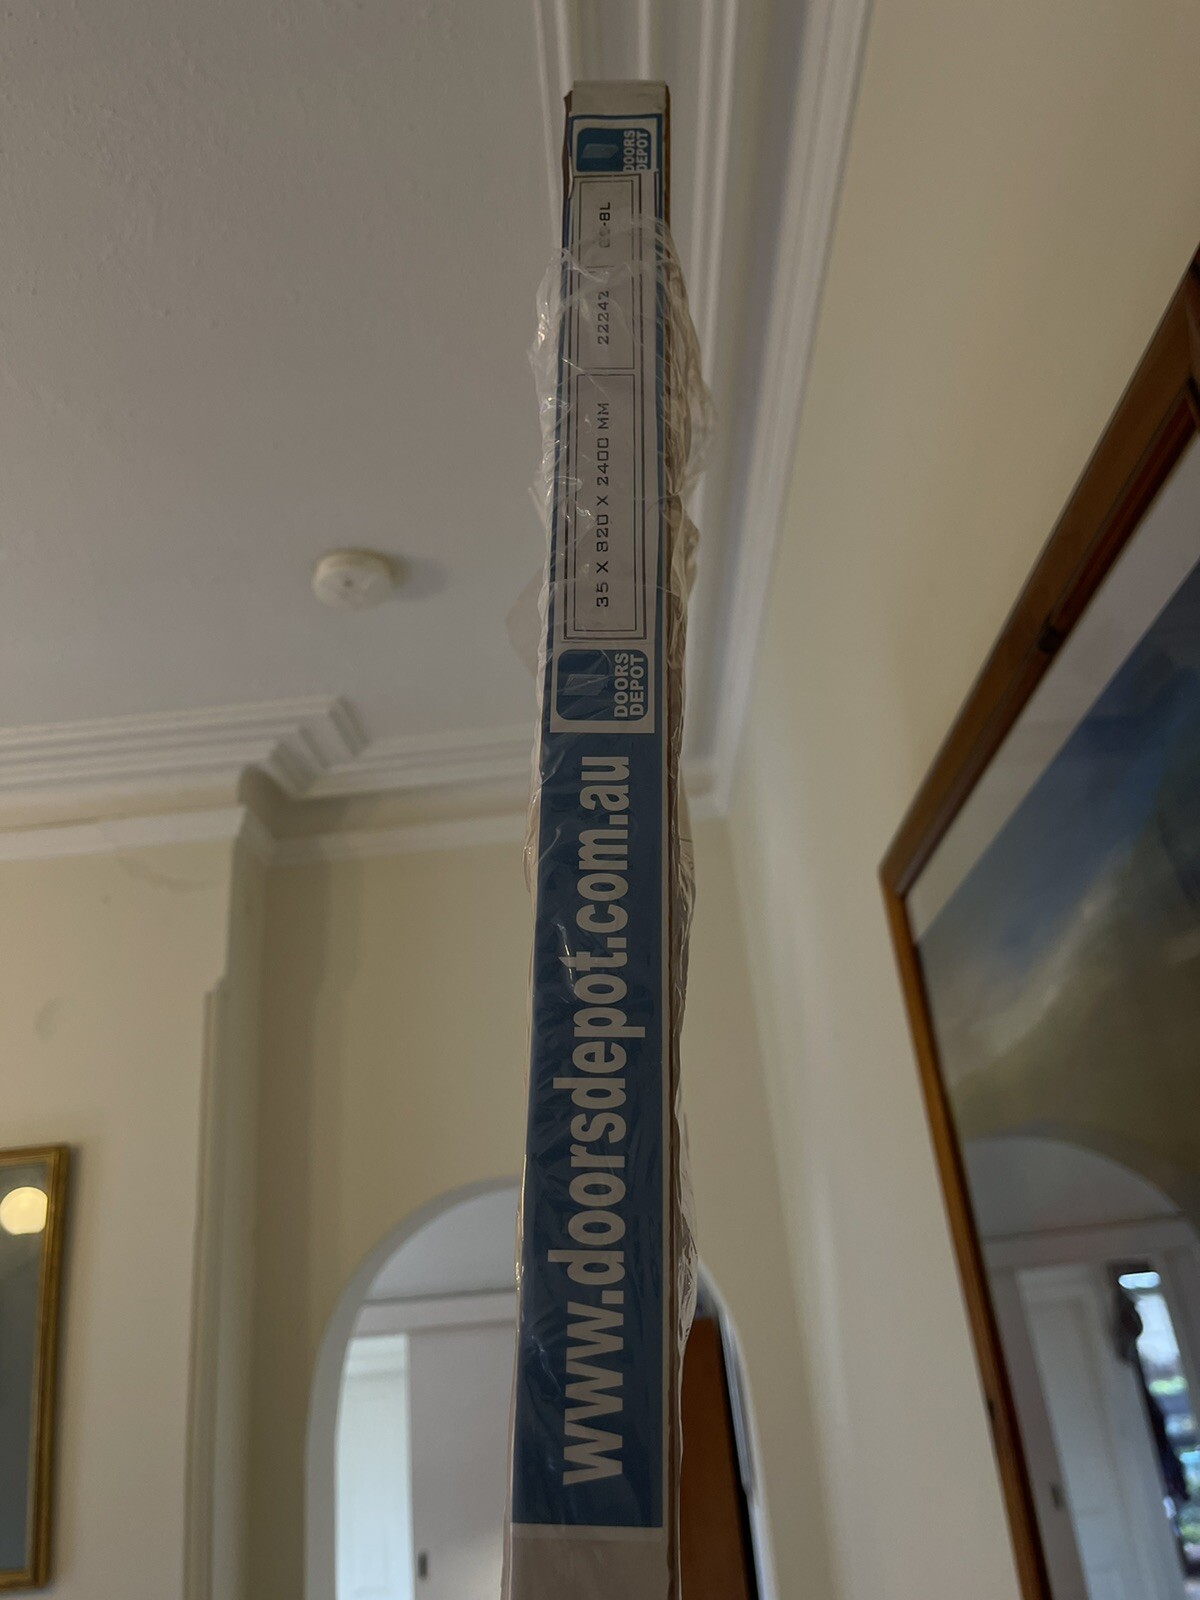 www.doorsdepot.com.au
DOORS
DEPOT
35 X 820 X 2400 MM
22242
DOORS
DEPOT